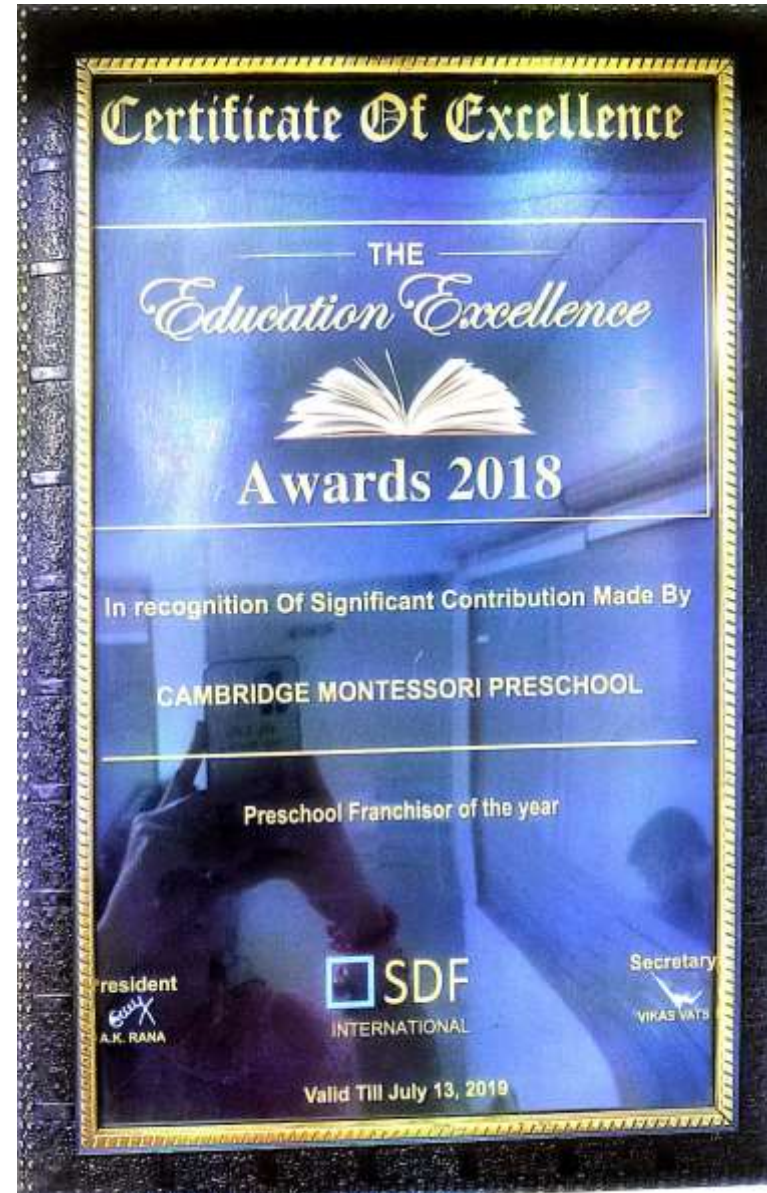 Certificate Of Excellence
THE
Education Excellence
Awards 2018
In recognition Of Significant Contribution Made By
CAMBRIDGE MONTESSORI PRESCHOOL
Preschool Franchisor of the year
resident
A.K. RANA
SDF
INTERNATIONAL
Secretary
VIKAS VATS
Valid Till July 13, 2019